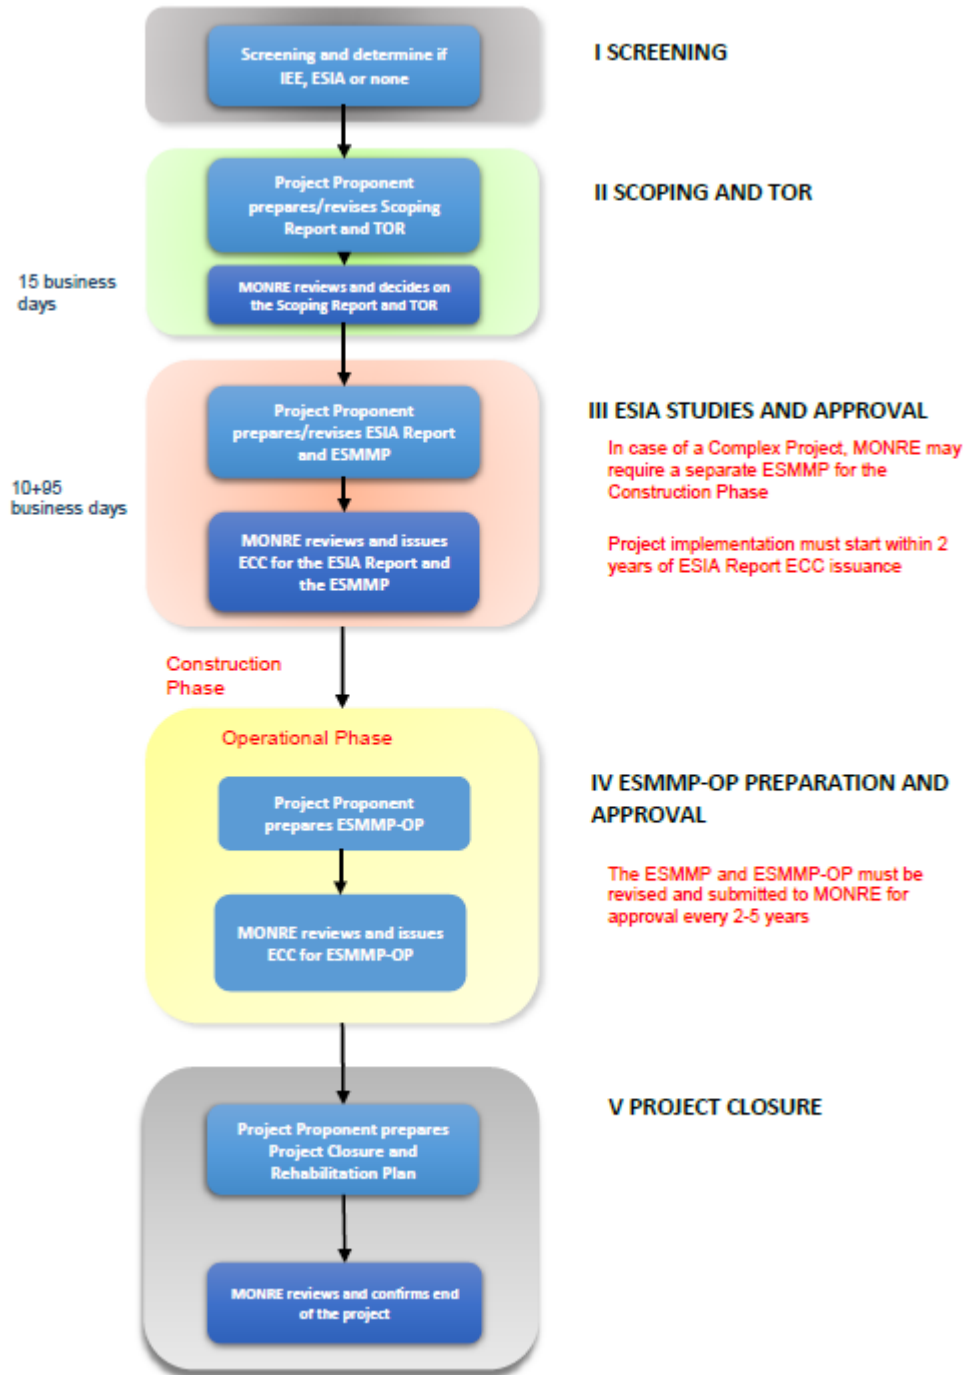 Screening and determine if
IEE, ESIA or none
I SCREENING
Project Proponent
prepares/revises Scoping
Report and TOR
II SCOPING AND TOR
15 business
days
MONRE reviews and decides on
the Scoping Report and TOR
Project Proponent
prepares/revises ESIA Report
and ESMMP
III ESIA STUDIES AND APPROVAL
In case of a Complex Project, MONRE may
require a separate ESMMP for the
Construction Phase
10+95
business days
MONRE reviews and issues
ECC for the ESIA Report and
the ESMMP
Project implementation must start within 2
years of ESIA Report ECC issuance
Construction
Phase
Operational Phase
Project Proponent
prepares ESMMP-OP
IV ESMMP-OP PREPARATION AND
APPROVAL
MONRE reviews and issues
ECC for ESMMP-OP
The ESMMP and ESMMP-OP must be
revised and submitted to MONRE for
approval every 2-5 years
V PROJECT CLOSURE
Project Proponent prepares
Project Closure and
Rehabilitation Plan
MONRE reviews and confirms end
of the project